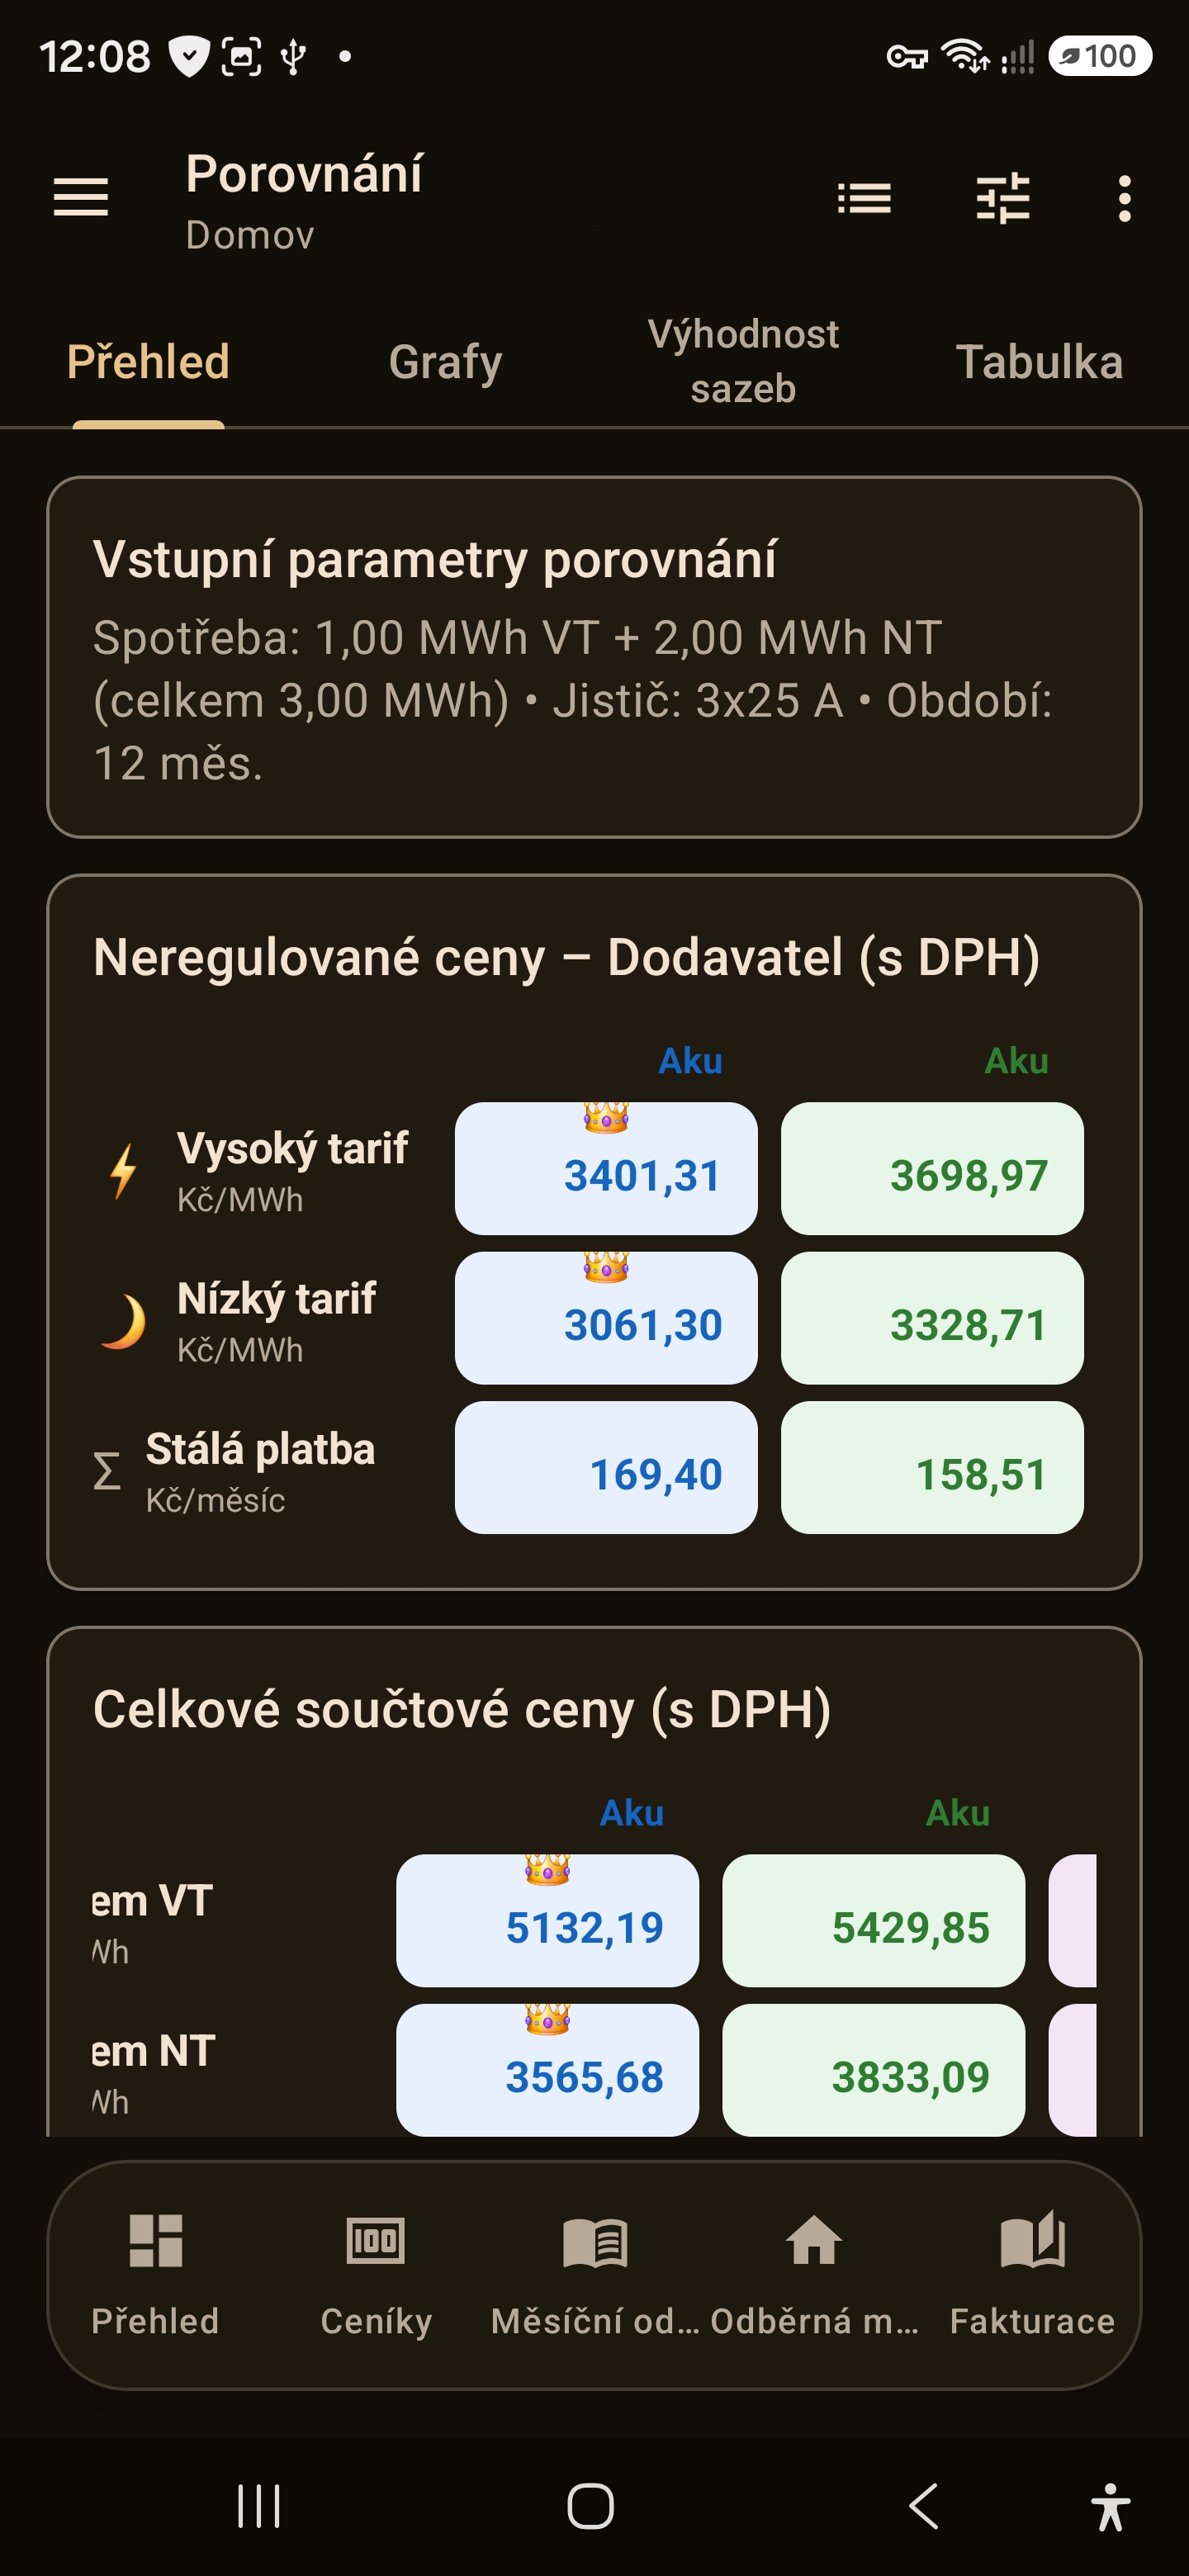 12:08
100
Porovnání
Domov
Přehled
Grafy
Výhodnost
sazeb
Tabulka
Vstupní parametry porovnání
Spotřeba: 1,00 MWh VT + 2,00 MWh NT
(celkem 3,00 MWh) • Jistič: 3x25 A • Období:
12 měs.
Neregulované ceny – Dodavatel (s DPH)
Aku Aku
Vysoký tarif
Kč/MWh
3401,31 3698,97
Nízký tarif
Kč/MWh
3061,30 3328,71
Σ Stálá platba
Kč/měsíc
169,40 158,51
Celkové součtové ceny (s DPH)
Aku Aku
em VT
Wh
5132,19 5429,85
em NT
Wh
3565,68 3833,09
Přehled
Ceníky
Měsíční od...
Odběrná m...
Fakturace